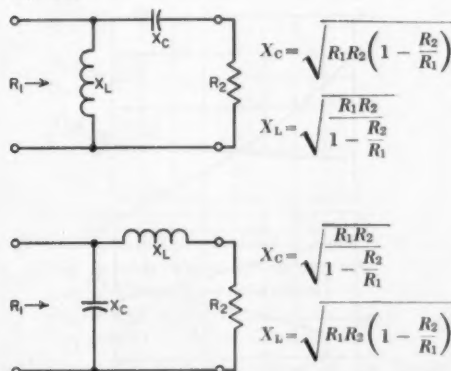 X_C
R_1 →
X_L
R_2
X_C = √(R_1R_2(1 − R_2/R_1))
X_L = √(R_1R_2/(1 − R_2/R_1))
X_L
R_1 →
X_C
R_2
X_C = √(R_1R_2/(1 − R_2/R_1))
X_L = √(R_1R_2(1 − R_2/R_1))